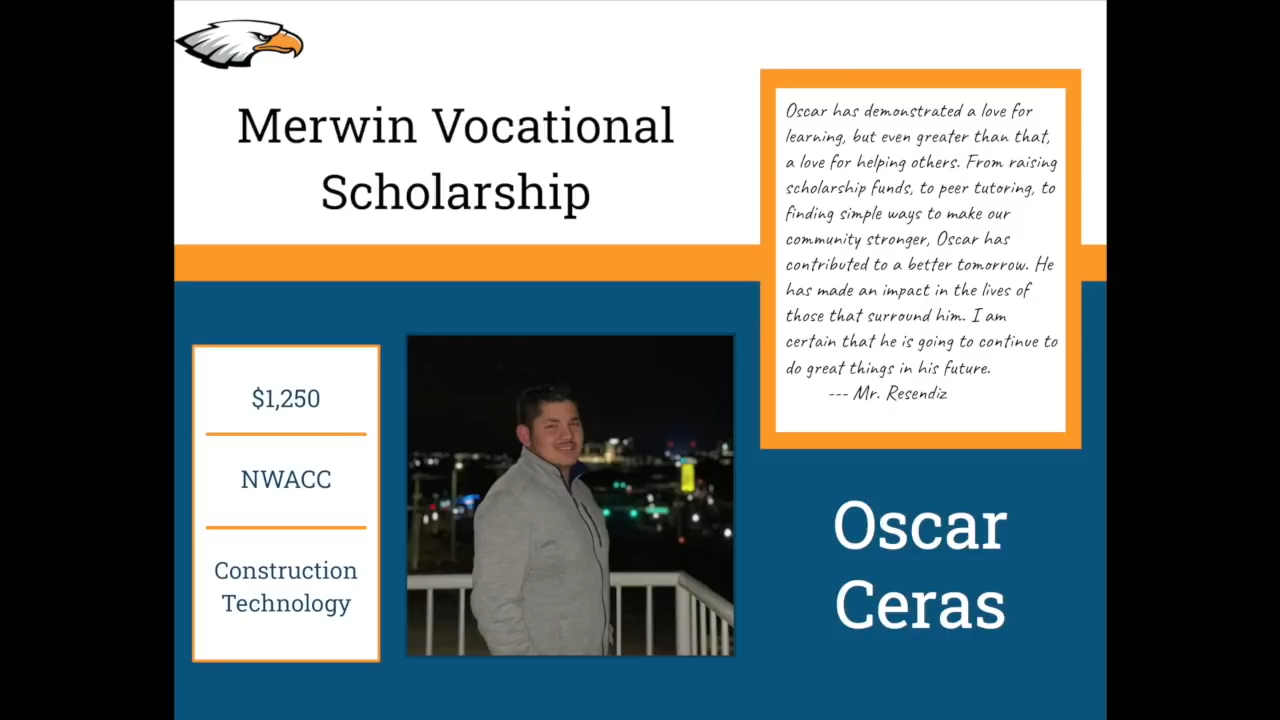 Merwin Vocational
Scholarship
Oscar has demonstrated a love for
learning, but even greater than that,
a love for helping others. From raising
scholarship funds, to peer tutoring, to
finding simple ways to make our
community stronger, Oscar has
contributed to a better tomorrow. He
has made an impact in the lives of
those that surround him. I am
certain that he is going to continue to
do great things in his future.
--- Mr. Resendiz
$1,250
NWACC
Construction
Technology
Oscar
Ceras